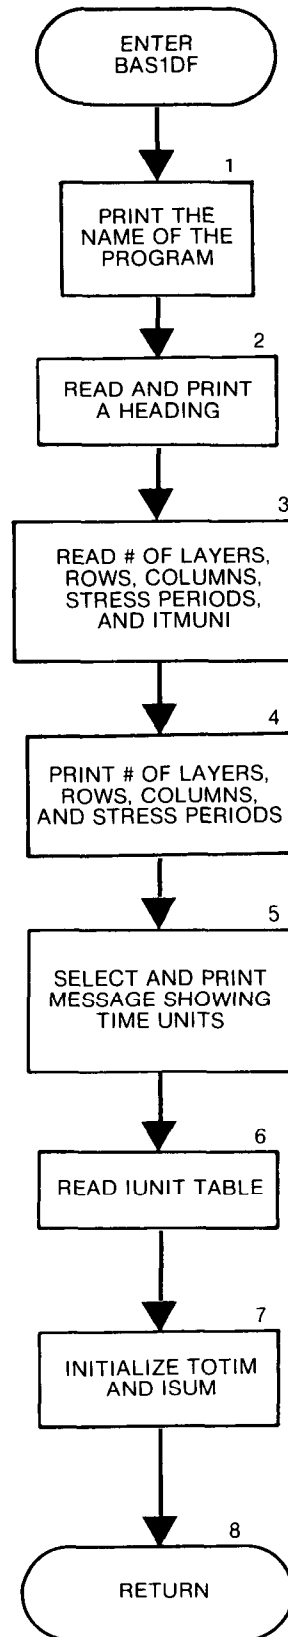 ENTER
BAS1DF
1
PRINT THE
NAME OF THE
PROGRAM
2
READ AND PRINT
A HEADING
3
READ # OF LAYERS,
ROWS, COLUMNS,
STRESS PERIODS,
AND ITMUNI
4
PRINT # OF LAYERS,
ROWS, COLUMNS,
AND STRESS PERIODS
5
SELECT AND PRINT
MESSAGE SHOWING
TIME UNITS
6
READ IUNIT TABLE
7
INITIALIZE TOTIM
AND ISUM
8
RETURN